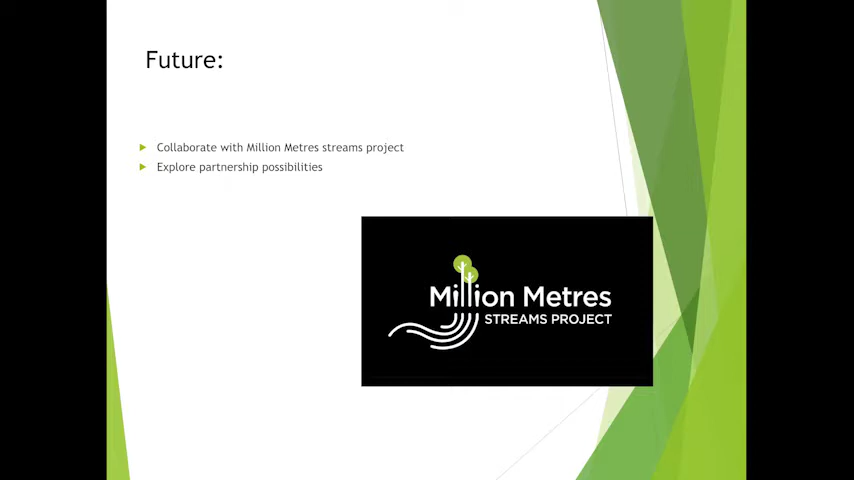 Future:
Collaborate with Million Metres streams project
Explore partnership possibilities
Million Metres
STREAMS PROJECT